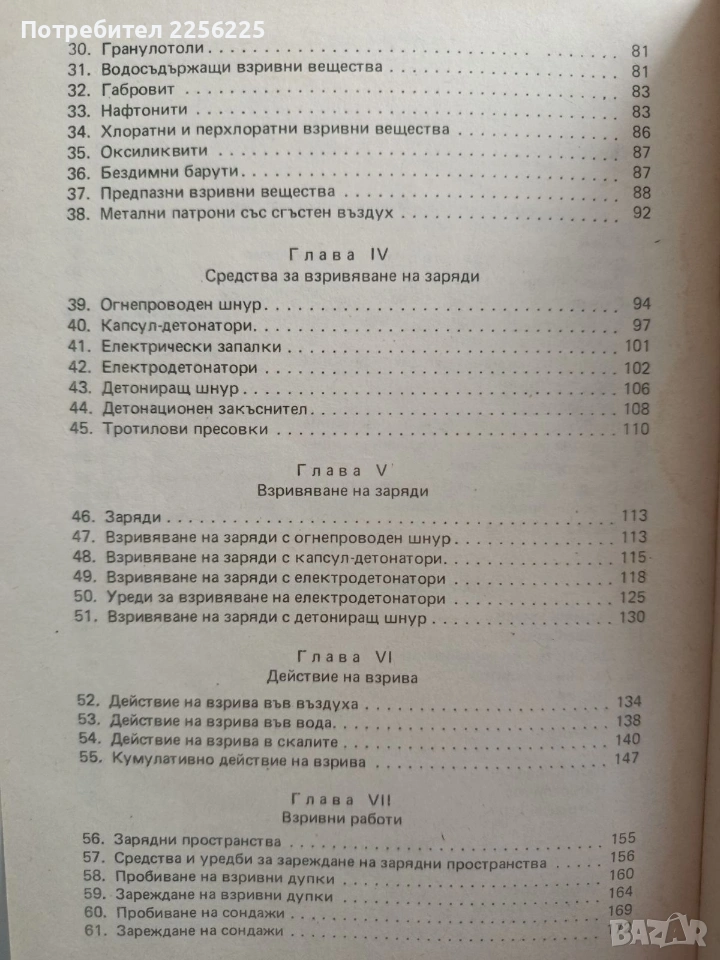 Потребител 2256225
30. Гранулотоли . . . . . . . . . . . . . . . . . . . . 81
31. Водосъдържащи взривни вещества . . . . . . . . . . . . 81
32. Габровит . . . . . . . . . . . . . . . . . . . . 83
33. Нафтонити . . . . . . . . . . . . . . . . . . . . 83
34. Хлоратни и перхлоратни взривни вещества . . . . . . . . . . 86
35. Оксиликвити . . . . . . . . . . . . . . . . . . . . 87
36. Бездимни барути . . . . . . . . . . . . . . . . . . . . 87
37. Предпазни взривни вещества . . . . . . . . . . . . . . . 88
38. Метални патрони със сгъстен въздух . . . . . . . . . . . . 92
Глава IV
Средства за взривяване на заряди
39. Огнепроводен шнур . . . . . . . . . . . . . . . . . . . . 94
40. Капсул-детонатори . . . . . . . . . . . . . . . . . . . . 97
41. Електрически запалки . . . . . . . . . . . . . . . . . . 101
42. Електродетонатори . . . . . . . . . . . . . . . . . . . . 102
43. Детониращ шнур . . . . . . . . . . . . . . . . . . . . 106
44. Детонационен закъснител . . . . . . . . . . . . . . . . . 108
45. Тротилови пресовки . . . . . . . . . . . . . . . . . . . 110
Глава V
Взривяване на заряди
46. Заряди . . . . . . . . . . . . . . . . . . . . 113
47. Взривяване на заряди с огнепроводен шнур . . . . . . . . . 113
48. Взривяване на заряди с капсул-детонатори . . . . . . . . . 115
49. Взривяване на заряди с електродетонатори . . . . . . . . . 118
50. Уреди за взривяване на електродетонатори . . . . . . . . . 125
51. Взривяване на заряди с детониращ шнур . . . . . . . . . . 130
Глава VI
Действие на взрива
52. Действие на взрива във въздуха . . . . . . . . . . . . . . 134
53. Действие на взрива във вода . . . . . . . . . . . . . . . 138
54. Действие на взрива в скалите . . . . . . . . . . . . . . . 140
55. Кумулативно действие на взрива . . . . . . . . . . . . . . 147
Глава VII
Взривни работи
56. Зарядни пространства . . . . . . . . . . . . . . . . . . 155
57. Средства и уредби за зареждане на зарядни пространства . . . . 156
58. Пробиване на взривни дупки . . . . . . . . . . . . . . . 160
59. Зареждане на взривни дупки . . . . . . . . . . . . . . . 164
60. Пробиване на сондажи . . . . . . . . . . . . . . . . . . 169
61. Зареждане на сондажи . . . . . . . . . . . . . . . . . .
BAZAR